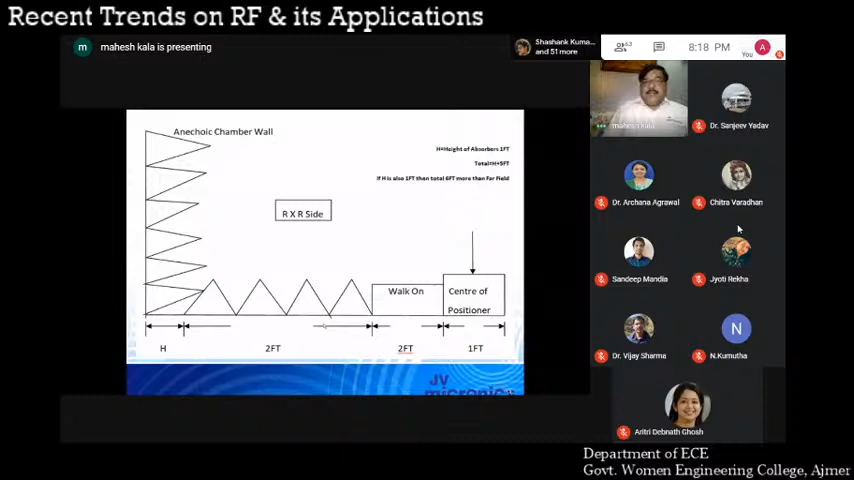 Recent Trends on RF & its Applications
m mahesh kala is presenting
Shashank Kuma...
and 51 more
63
8:18 PM
You
A
Anechoic Chamber Wall
H=Height of Absorbers 1FT
Total=H+5FT
If H is also 1FT then total 6FT more than Far Field
R X R Side
Walk On
Centre of
Positioner
H
2FT
2FT
1FT
JV
micronics
mahesh kala
Dr. Sanjeev Yadav
Dr. Archana Agrawal
Chitra Varadhan
Sandeep Mandia
Jyoti Rekha
Dr. Vijay Sharma
N
N.Kumutha
Aritri Debnath Ghosh
Department of ECE
Govt. Women Engineering College, Ajmer